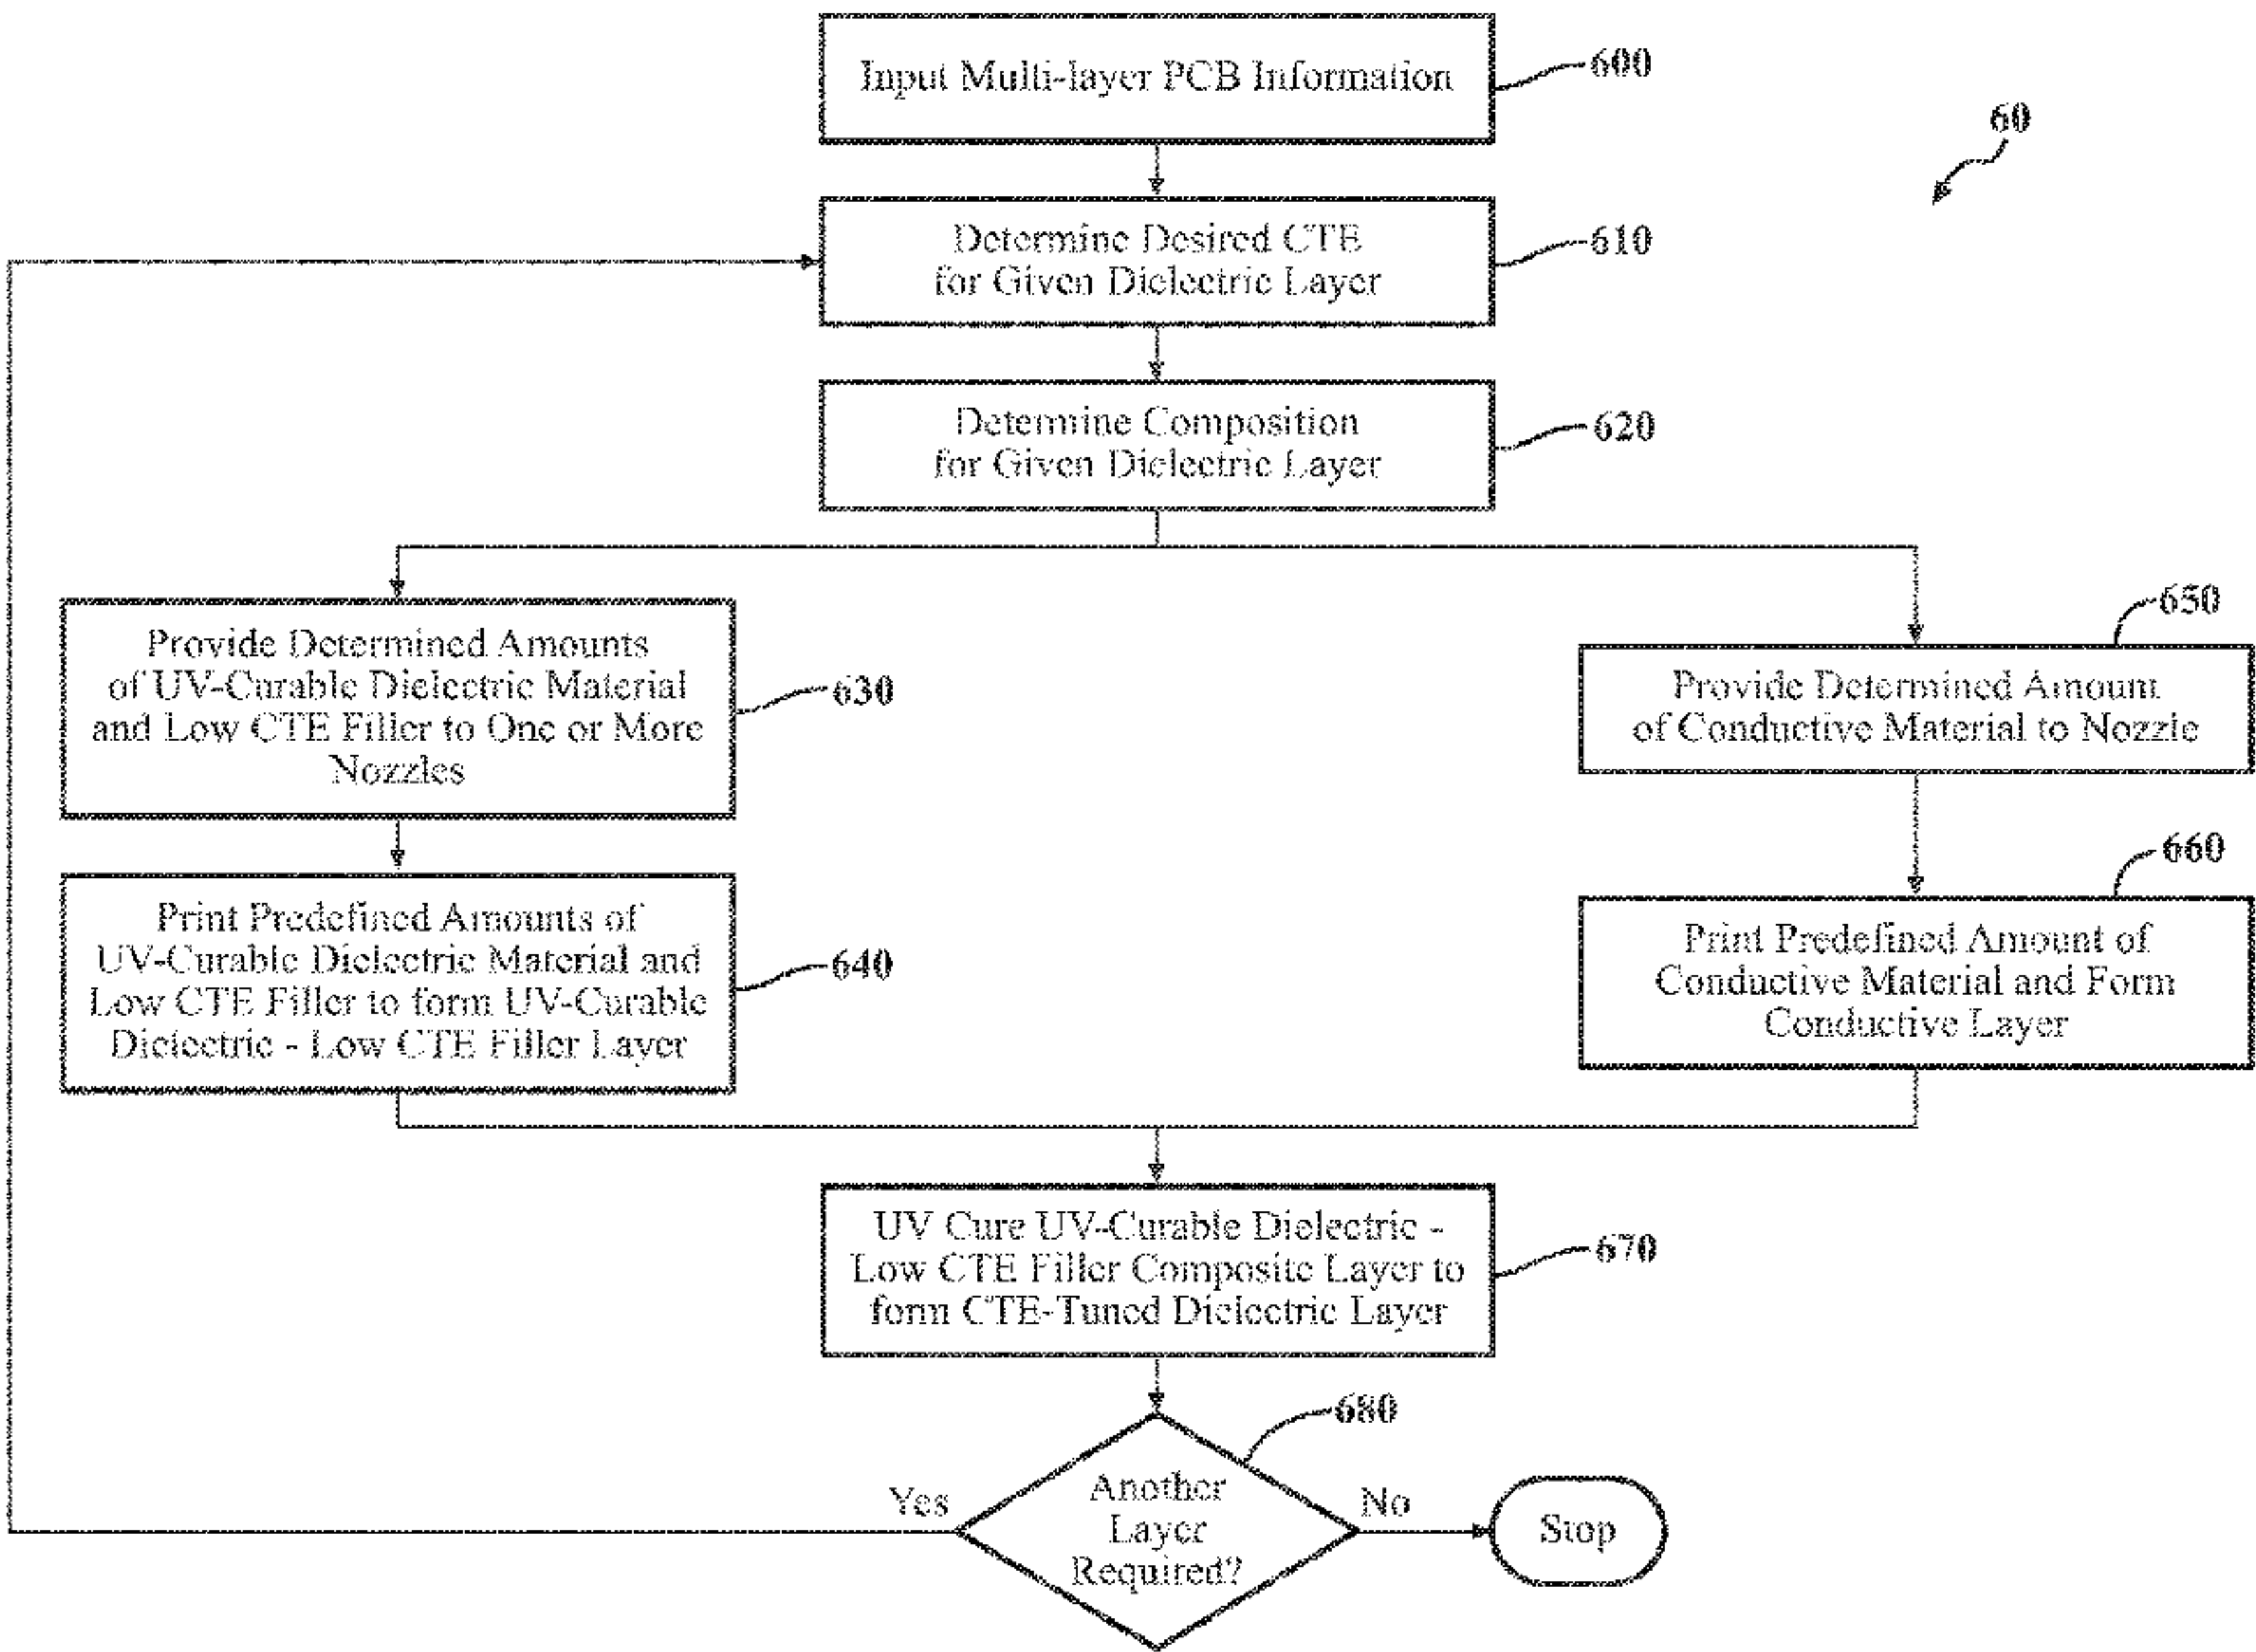 Input Multi-layer PCB Information
600
60
Determine Desired CTE
for Given Dielectric Layer
610
Determine Composition
for Given Dielectric Layer
620
Provide Determined Amounts
of UV-Curable Dielectric Material
and Low CTE Filler to One or More
Nozzles
630
650
Provide Determined Amount
of Conductive Material to Nozzle
Print Predefined Amounts of
UV-Curable Dielectric Material and
Low CTE Filler to form UV-Curable
Dielectric - Low CTE Filler Layer
640
660
Print Predefined Amount of
Conductive Material and Form
Conductive Layer
UV Cure UV-Curable Dielectric -
Low CTE Filler Composite Layer to
form CTE-Tuned Dielectric Layer
670
680
Yes
Another
Layer
Required?
No
Stop